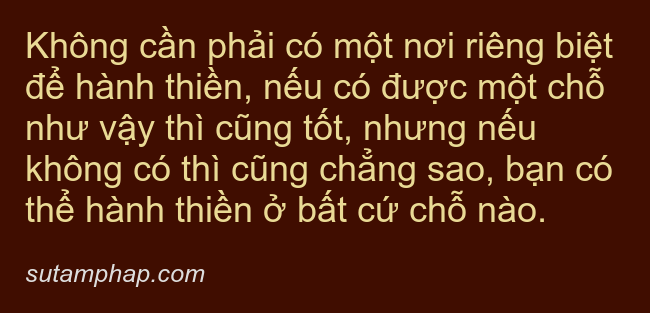 Không cần phải có một nơi riêng biệt
để hành thiền, nếu có được một chỗ
như vậy thì cũng tốt, nhưng nếu
không có thì cũng chẳng sao, bạn có
thể hành thiền ở bất cứ chỗ nào.
sutamphap.com